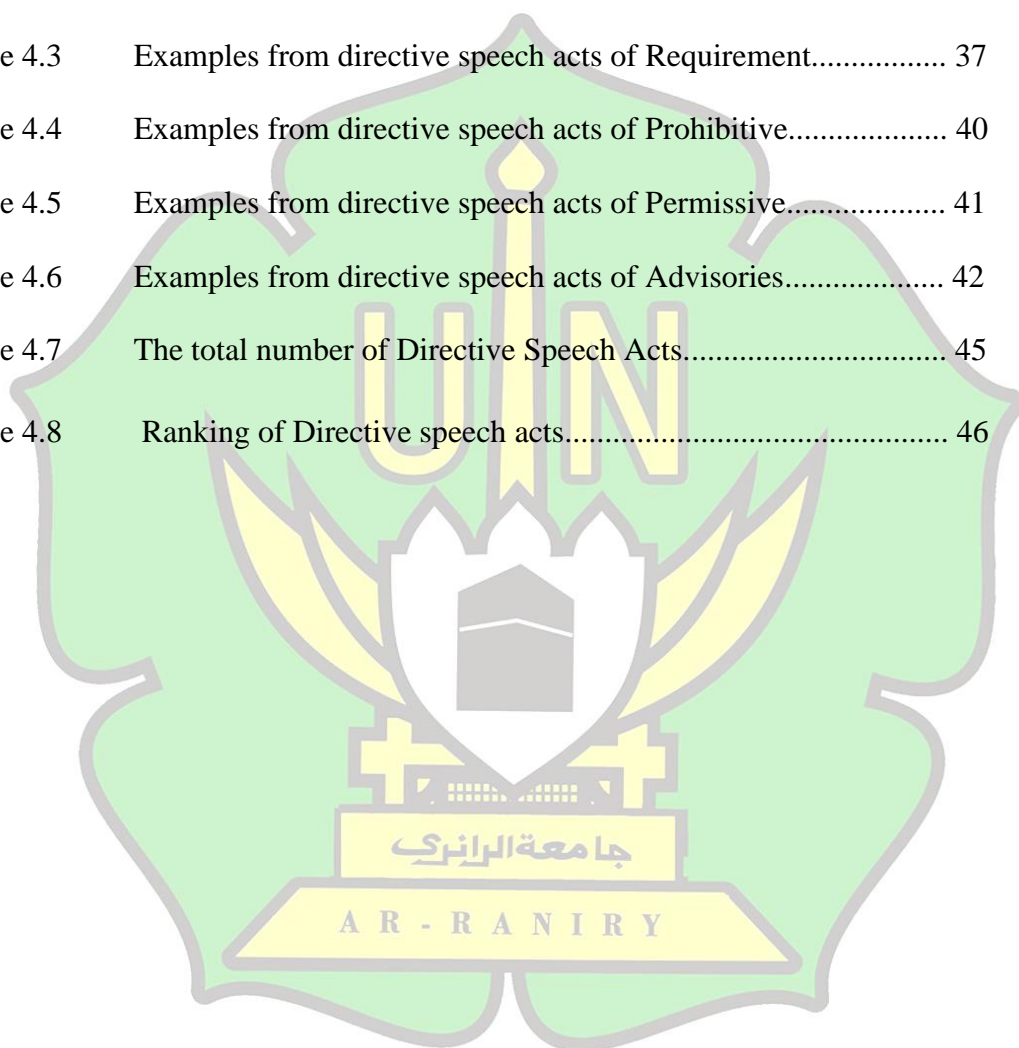 e 4.3 Examples from directive speech acts of Requirement................. 37
e 4.4 Examples from directive speech acts of Prohibitive.................... 40
e 4.5 Examples from directive speech acts of Permissive.................... 41
e 4.6 Examples from directive speech acts of Advisories.................... 42
e 4.7 The total number of Directive Speech Acts.............................. 45
e 4.8 Ranking of Directive speech acts............................................ 46
UIN
جامعةالرانري
AR-RANIRY